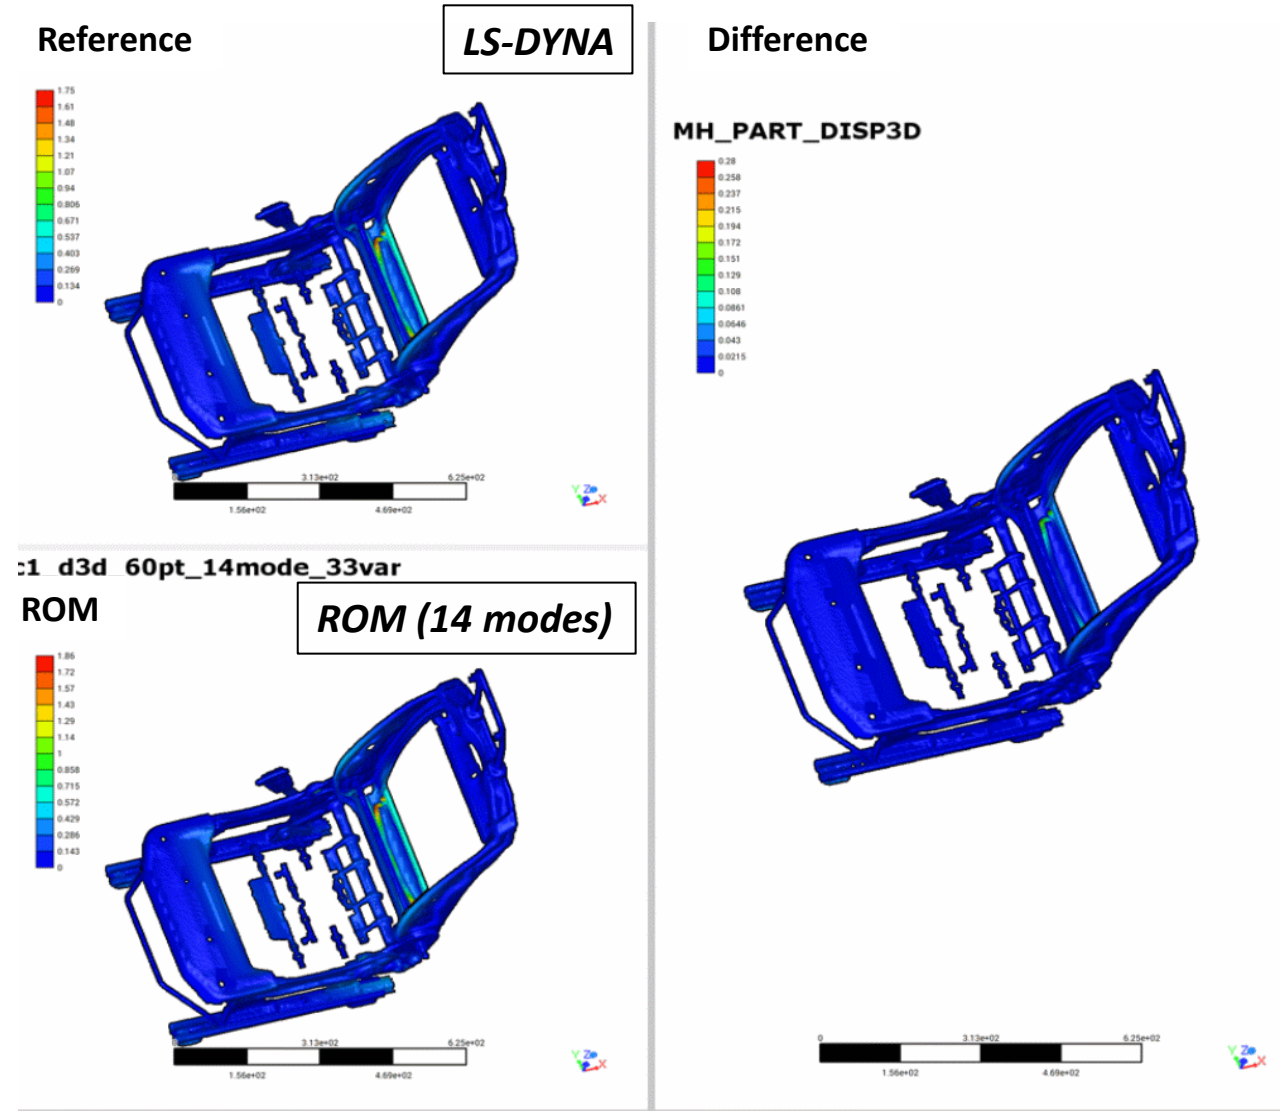 Reference
LS-DYNA
1.75
1.61
1.48
1.34
1.21
1.07
0.94
0.806
0.671
0.537
0.403
0.269
0.134
0
3.13e+02
6.25e+02
1.56e+02
4.69e+02
Y Z X
c1_d3d_60pt_14mode_33var
ROM
ROM (14 modes)
1.86
1.72
1.57
1.43
1.29
1.14
1
0.858
0.715
0.572
0.429
0.286
0.143
0
3.13e+02
6.25e+02
1.56e+02
4.69e+02
Y Z X
Difference
MH_PART_DISP3D
0.28
0.258
0.237
0.215
0.194
0.172
0.151
0.129
0.108
0.0861
0.0646
0.043
0.0215
0
0
3.13e+02
6.25e+02
1.56e+02
4.69e+02
Y Z X